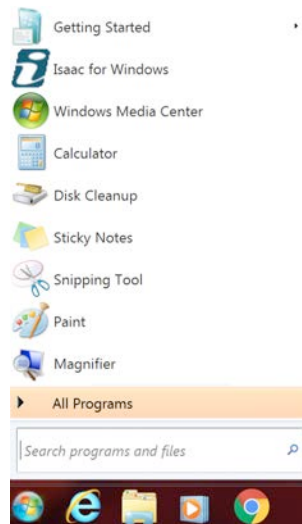 Getting Started
Isaac for Windows
Windows Media Center
Calculator
Disk Cleanup
Sticky Notes
Snipping Tool
Paint
Magnifier
All Programs
Search programs and files